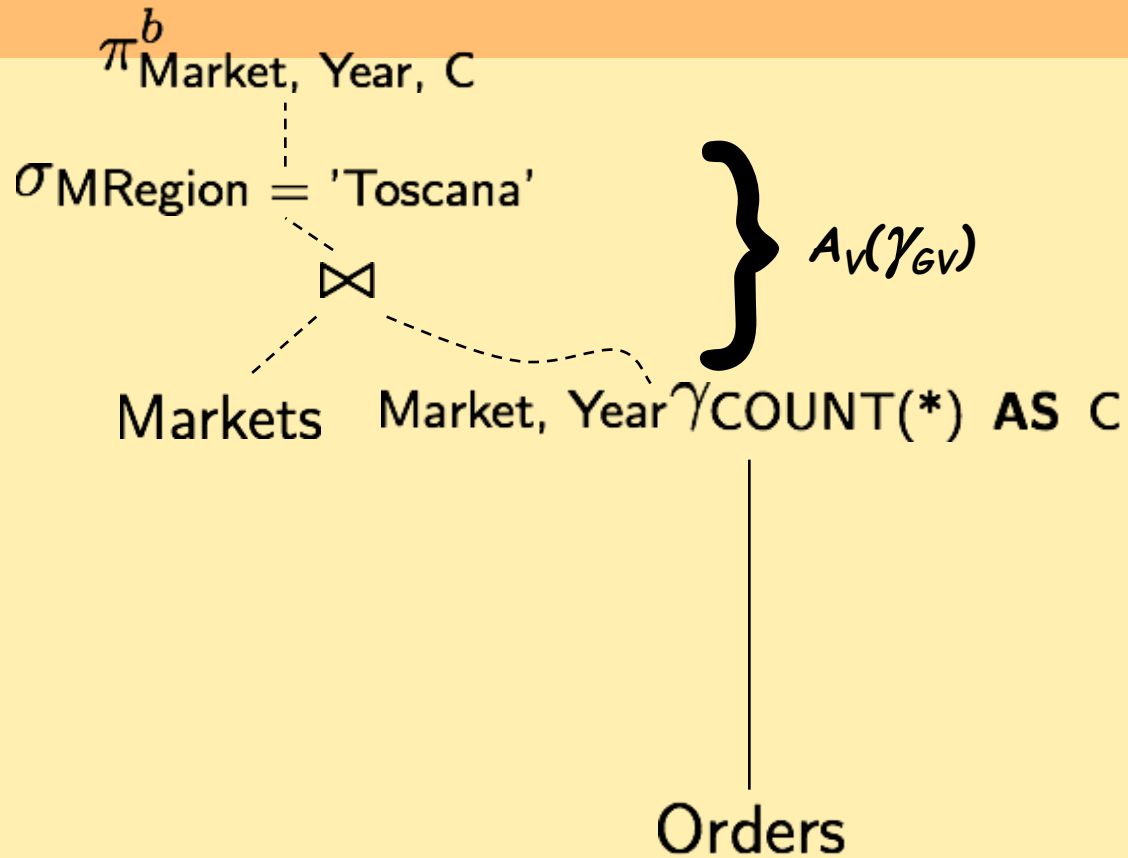 π^b Market, Year, C
σ MRegion = 'Toscana'
⋈
A_V(γ_GV)
Markets
Market, Year γ COUNT(*) AS C
Orders